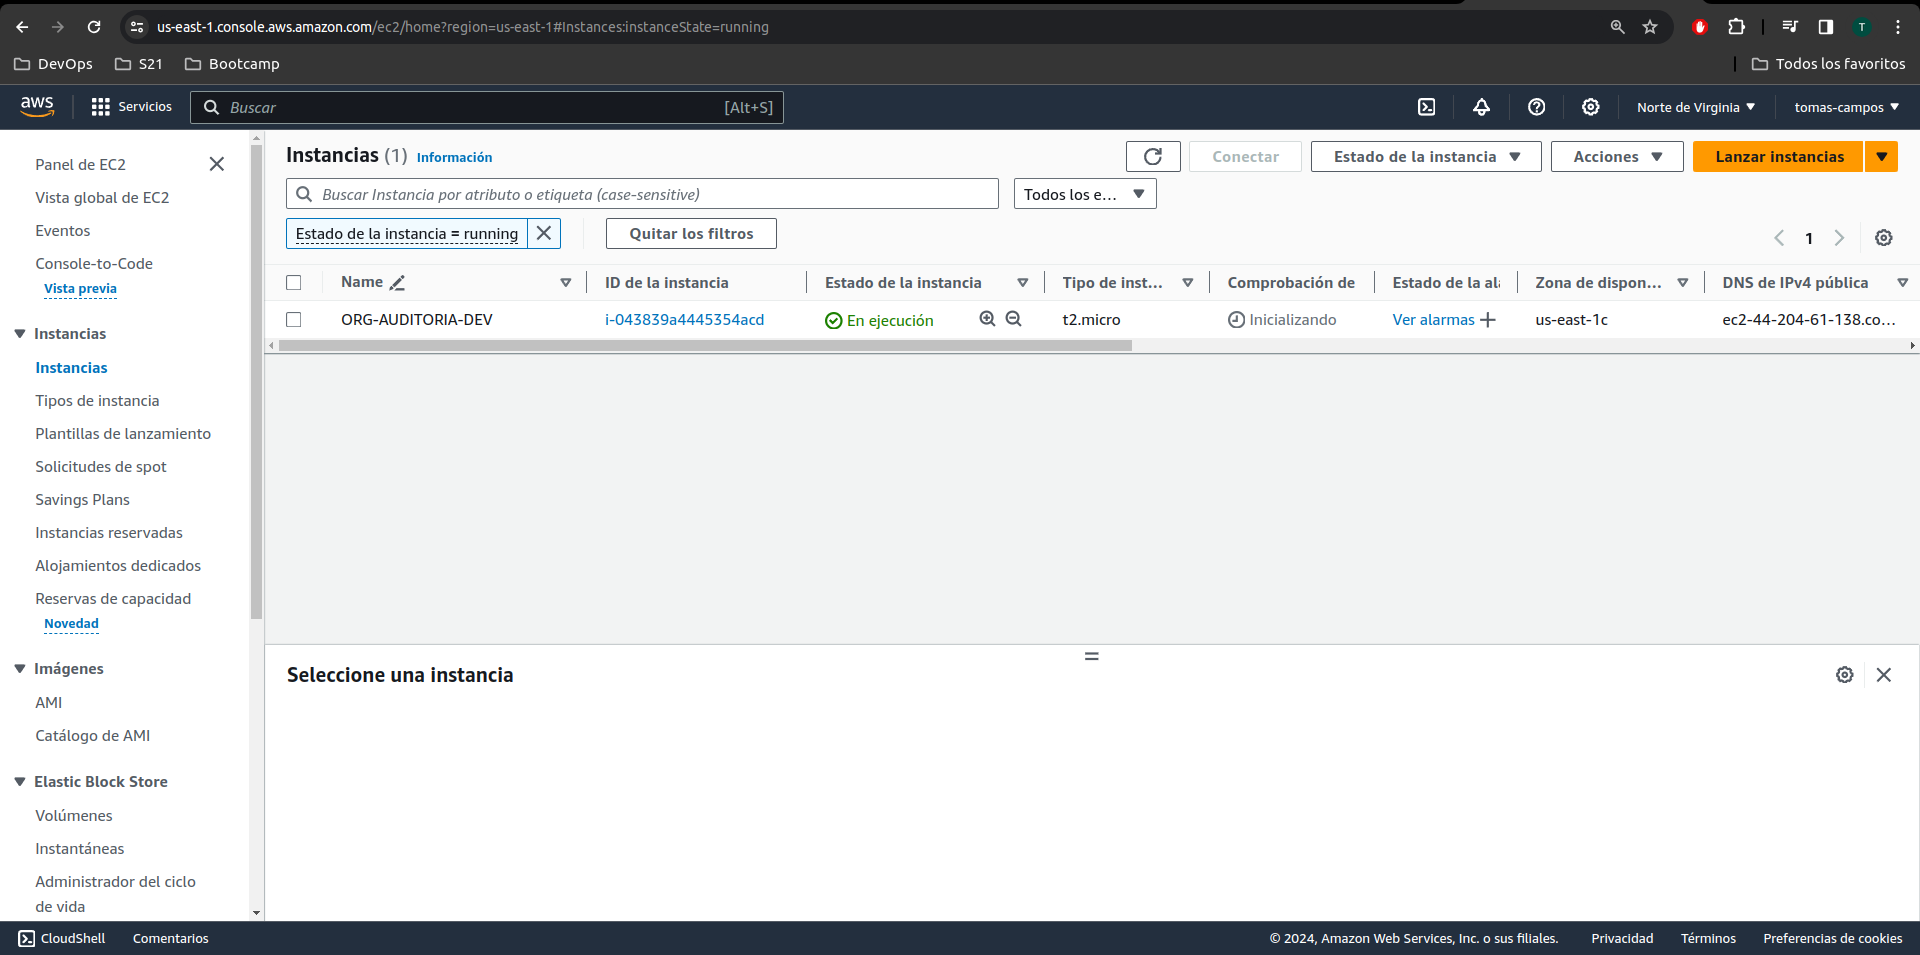 us-east-1.console.aws.amazon.com/ec2/home?region=us-east-1#Instances:instanceState=running
T
DevOps
S21
Bootcamp
Todos los favoritos
aws
Servicios
Buscar
[Alt+S]
Norte de Virginia
tomas-campos
Panel de EC2
Vista global de EC2
Eventos
Console-to-Code
Vista previa
Instancias
Instancias
Tipos de instancia
Plantillas de lanzamiento
Solicitudes de spot
Savings Plans
Instancias reservadas
Alojamientos dedicados
Reservas de capacidad
Novedad
Imágenes
AMI
Catálogo de AMI
Elastic Block Store
Volúmenes
Instantáneas
Administrador del ciclo
de vida
Instancias (1) Información
Conectar
Estado de la instancia
Acciones
Lanzar instancias
Buscar Instancia por atributo o etiqueta (case-sensitive)
Todos los e...
Estado de la instancia = running
Quitar los filtros
1
Name
ID de la instancia
Estado de la instancia
Tipo de inst...
Comprobación de
Estado de la al
Zona de dispon...
DNS de IPv4 pública
ORG-AUDITORIA-DEV
i-043839a4445354acd
En ejecución
t2.micro
Inicializando
Ver alarmas
us-east-1c
ec2-44-204-61-138.co...
Seleccione una instancia
CloudShell
Comentarios
© 2024, Amazon Web Services, Inc. o sus filiales.
Privacidad
Términos
Preferencias de cookies